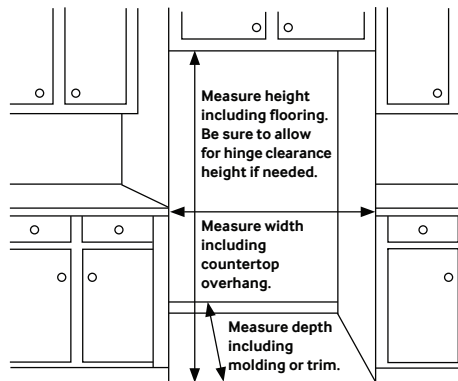 Measure height
including flooring.
Be sure to allow
for hinge clearance
height if needed.
Measure width
including
countertop
overhang.
Measure depth
including
molding or trim.